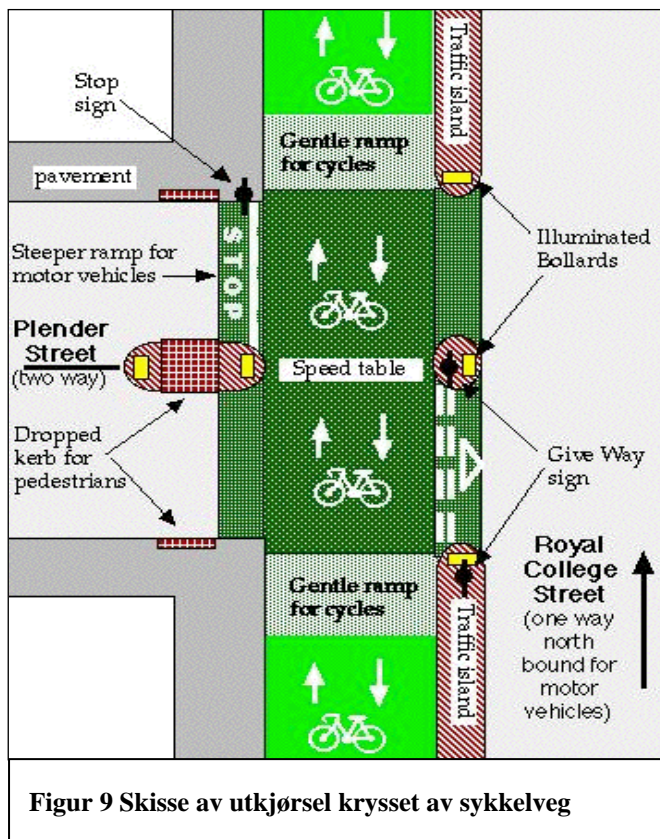 Stop
sign
Traffic island
Gentle ramp
for cycles
pavement
Steeper ramp for
motor vehicles
STOP
Illuminated
Bollards
Plender
Street
(two way)
Speed table
Dropped
kerb for
pedestrians
Give Way
sign
Gentle ramp
for cycles
Traffic island
Royal
College
Street
(one way
north
bound for
motor
vehicles)
Figur 9 Skisse av utkjørsel krysset av sykkelveg